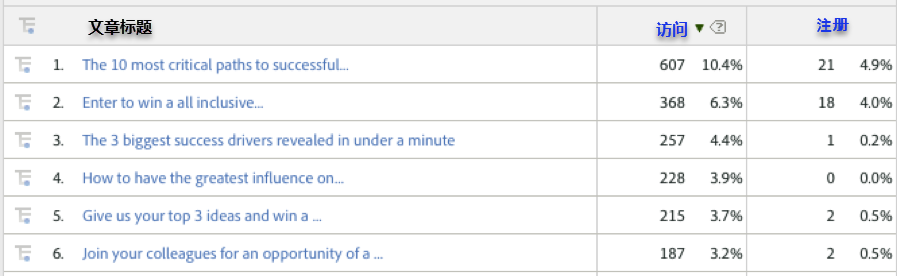 文章标题 访问 ▼ ? 注册
1. The 10 most critical paths to successful... 607 10.4% 21 4.9%
2. Enter to win a all inclusive... 368 6.3% 18 4.0%
3. The 3 biggest success drivers revealed in under a minute 257 4.4% 1 0.2%
4. How to have the greatest influence on... 228 3.9% 0 0.0%
5. Give us your top 3 ideas and win a ... 215 3.7% 2 0.5%
6. Join your colleagues for an opportunity of a ... 187 3.2% 2 0.5%